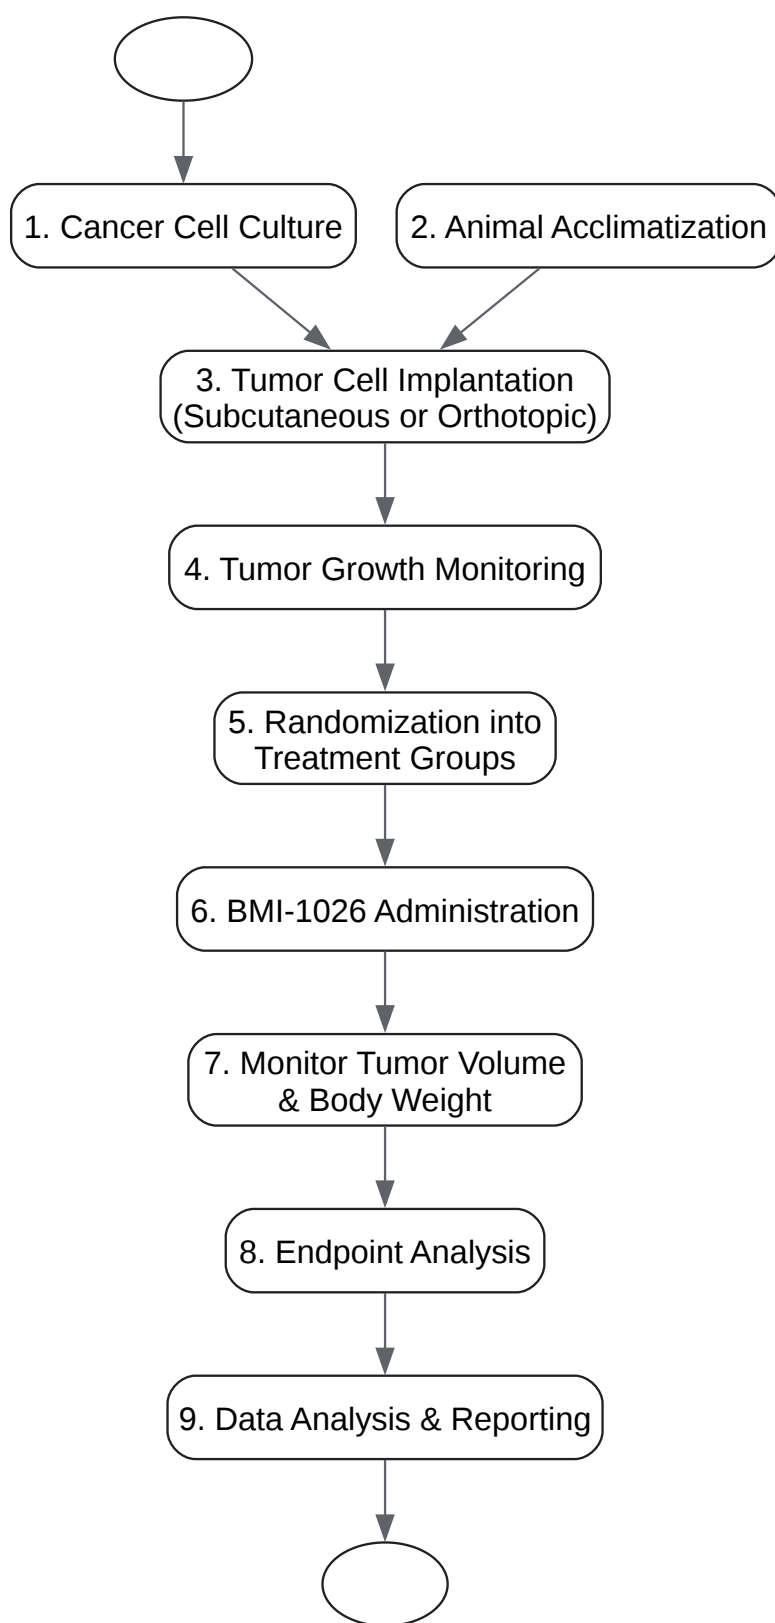 1. Cancer Cell Culture
2. Animal Acclimatization
3. Tumor Cell Implantation
(Subcutaneous or Orthotopic)
4. Tumor Growth Monitoring
5. Randomization into
Treatment Groups
6. BMI-1026 Administration
7. Monitor Tumor Volume
& Body Weight
8. Endpoint Analysis
9. Data Analysis & Reporting